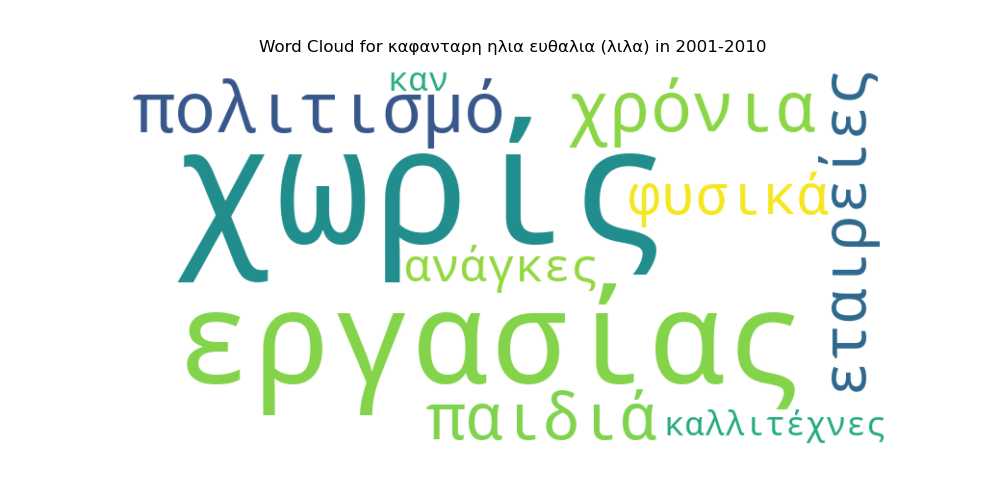 Word Cloud for καφανταρη ηλια ευθαλια (λιλα) in 2001-2010
καν
πολιτισμό
χρόνια
εταιρείες
χωρίς
φυσικά
ανάγκες
εργασίας
παιδιά
καλλιτέχνες